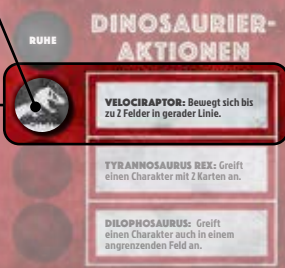 RUHE
DINOSAURIER-
AKTIONEN
VELOCIRAPTOR: Bewegt sich bis
zu 2 Felder in gerader Linie.
TYRANNOSAURUS REX: Greift
einen Charakter mit 2 Karten an.
DILOPHOSAURUS: Greift
einen Charakter auch in einem
angrenzenden Feld an.